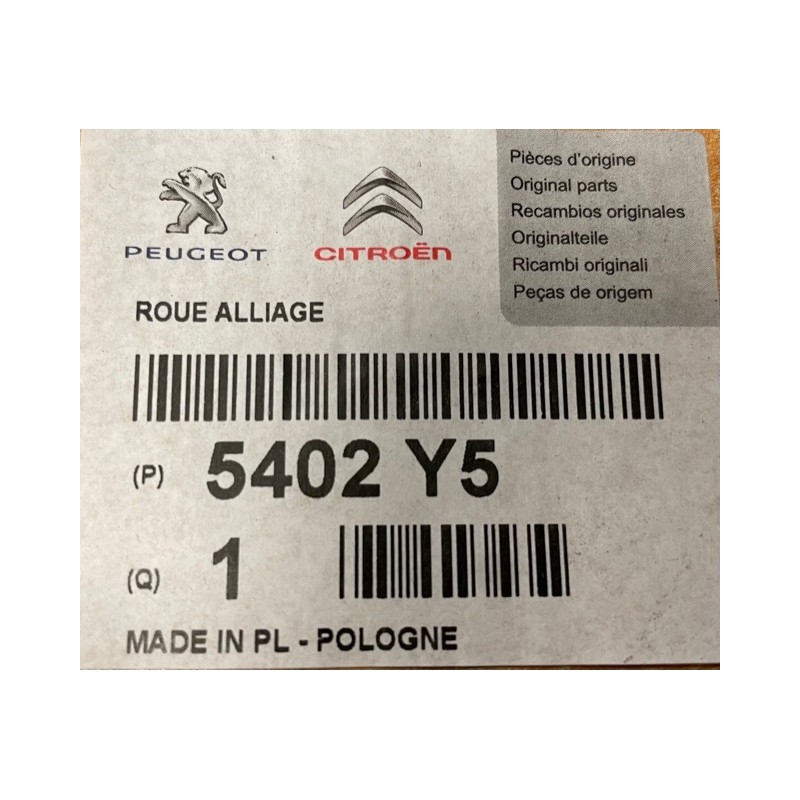 PEUGEOT
CITROËN
Pièces d'origine
Original parts
Recambios originales
Originalteile
Ricambi originali
Peças de origem
ROUE ALLIAGE
(P) 5402 Y5
(Q) 1
MADE IN PL - POLOGNE